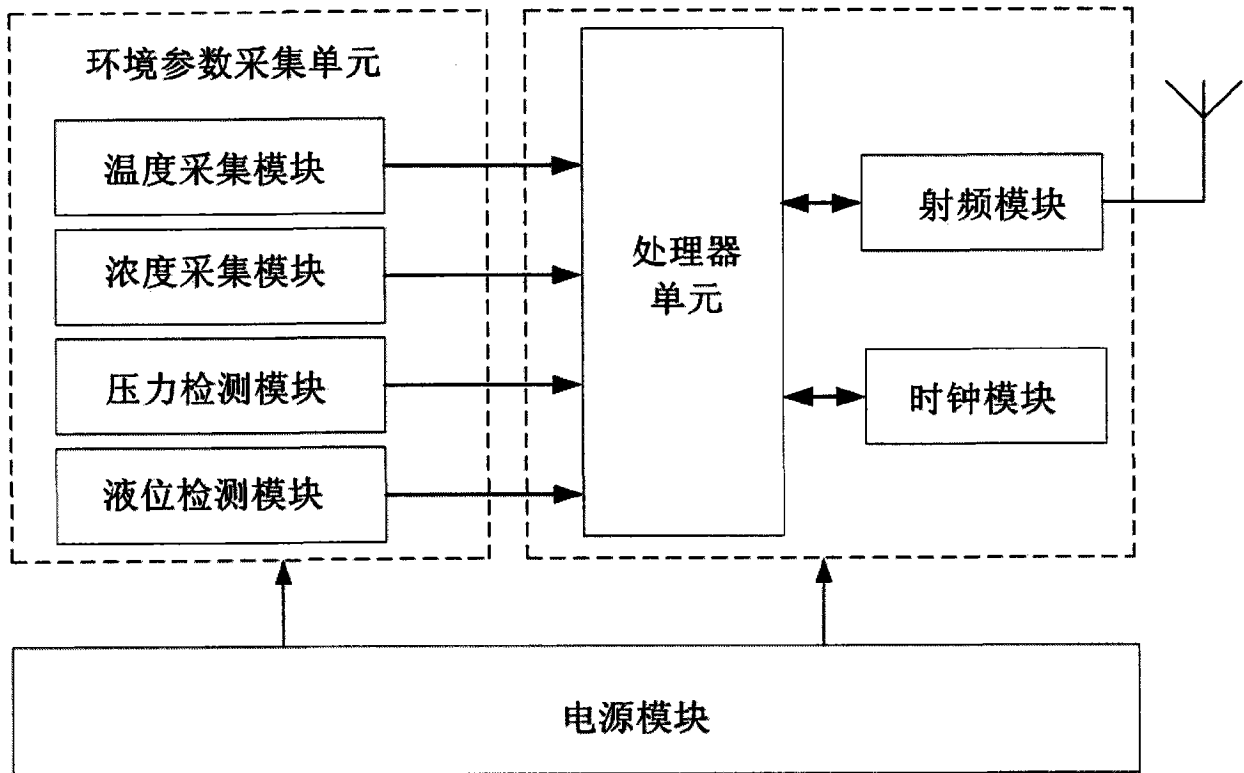 环境参数采集单元
温度采集模块
浓度采集模块
压力检测模块
液位检测模块
处理器
单元
射频模块
时钟模块
电源模块